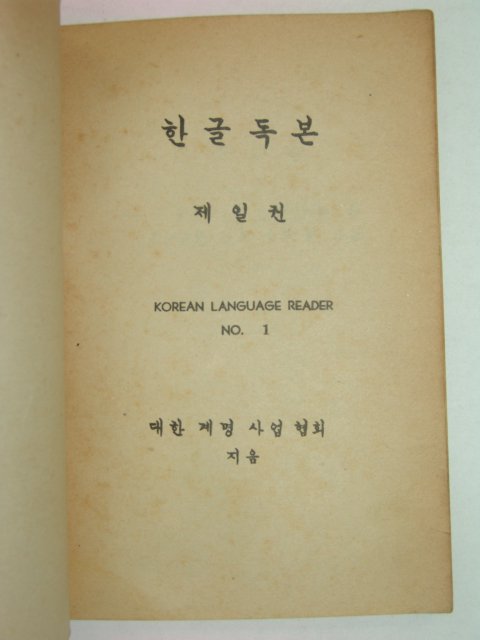 한글독본
제일권
KOREAN LANGUAGE READER
NO. 1
대한 계명 사업 협회
지음